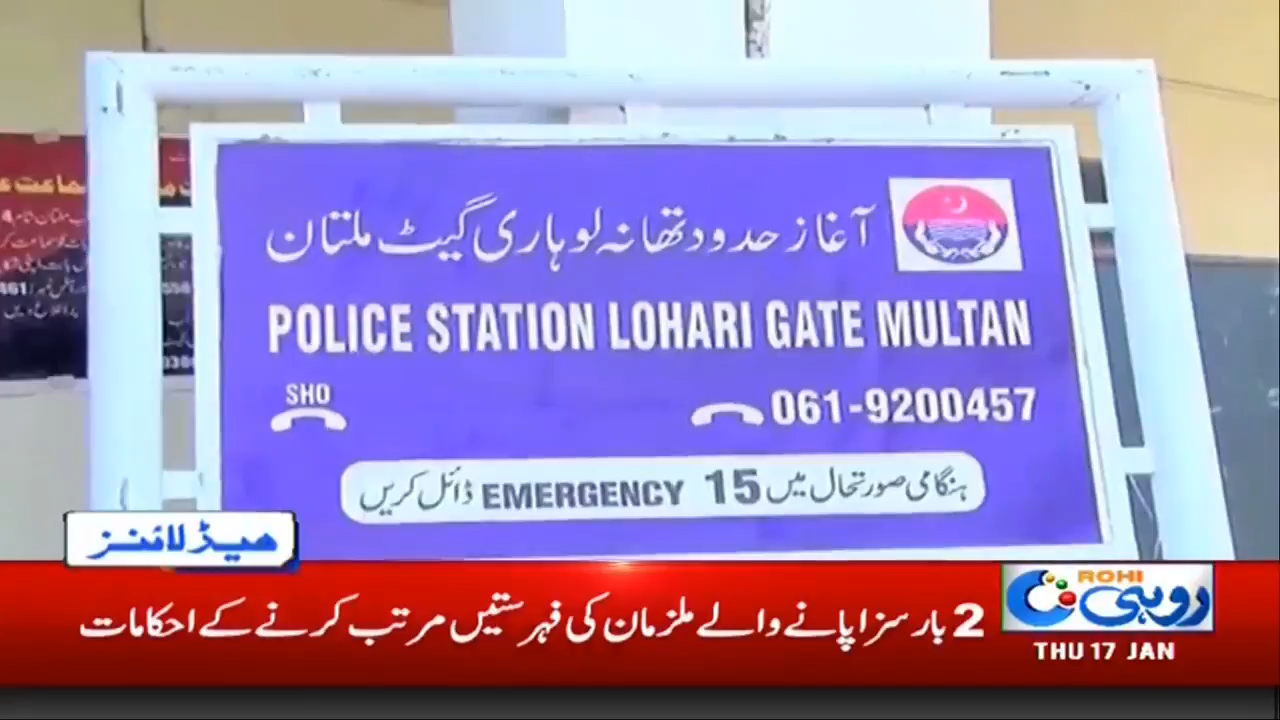 آغاز حدود تھانہ لوہاری گیٹ ملتان
POLICE STATION LOHARI GATE MULTAN
SHO
061-9200457
ہنگامی صورتحال میں 15 EMERGENCY ڈائل کریں
ہیڈلائنز
2 بار سزا پانے والے ملزمان کی فہرستیں مرتب کرنے کے احکامات
ROHI
روہی
THU 17 JAN